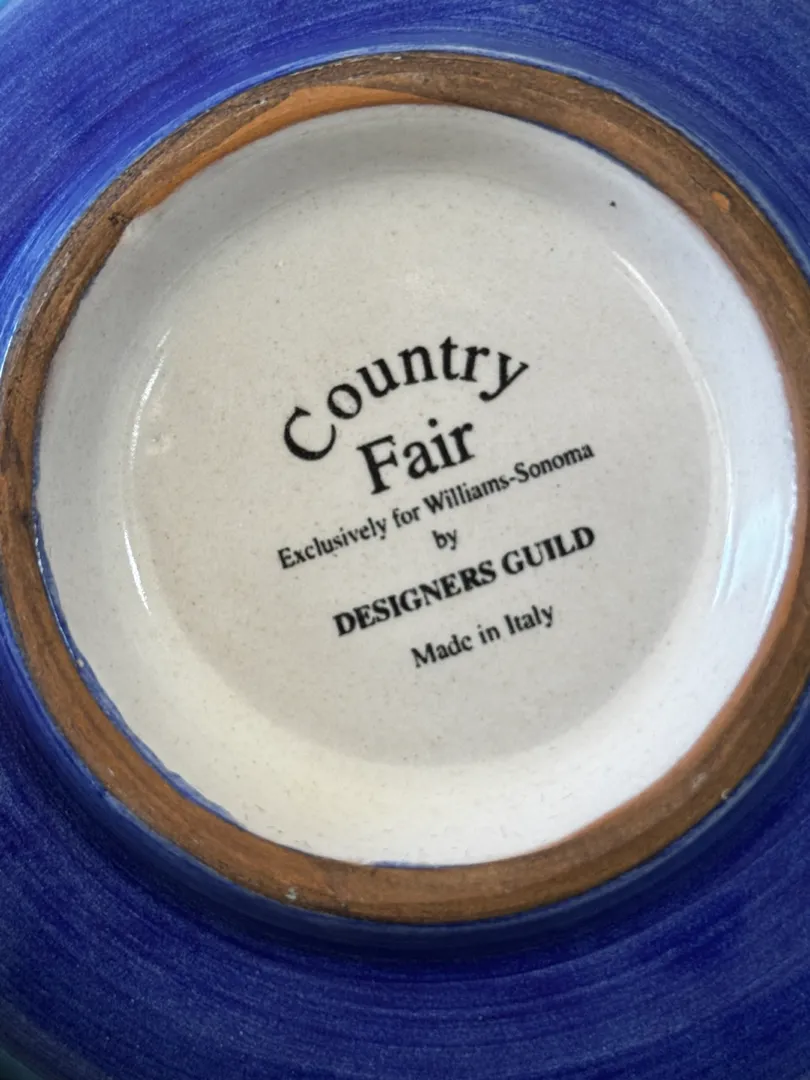 Country
Fair
Exclusively for Williams-Sonoma
by
DESIGNERS GUILD
Made in Italy